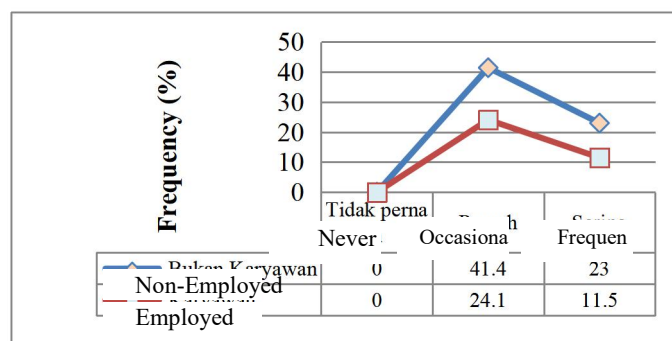 50
40
30
20
10
0
Frequency (%)
Tidak perna
Never Occasiona Frequen
Bukan Karyawan 0 41.4 23
Non-Employed
0 24.1 11.5
Employed